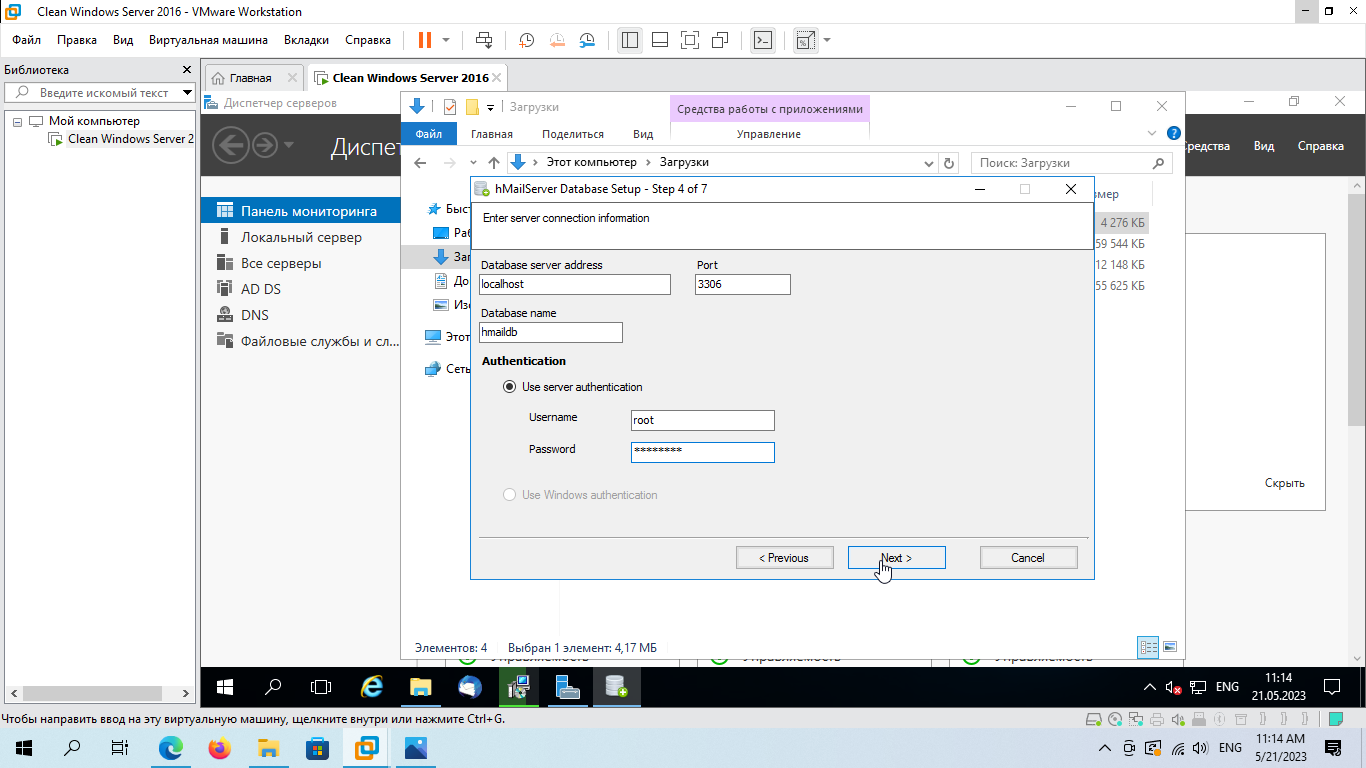 Clean Windows Server 2016 - VMware Workstation
Файл Правка Вид Виртуальная машина Вкладки Справка
Библиотека
Введите искомый текст
Мой компьютер
Clean Windows Server 2
Главная
Clean Windows Server 2016
Диспетчер серверов
Загрузки
Средства работы с приложениями
Файл Главная Поделиться Вид Управление
Диспет
Средства Вид Справка
Этот компьютер Загрузки
Поиск: Загрузки
Панель мониторинга
Локальный сервер
Все серверы
AD DS
DNS
Файловые службы и сл...
Быст
Раб
Заг
До
Изо
Этот
Сеть
змер
4 276 КБ
59 544 КБ
12 148 КБ
55 625 КБ
hMailServer Database Setup - Step 4 of 7
Enter server connection information
Database server address Port
localhost 3306
Database name
hmaildb
Authentication
Use server authentication
Username root
Password ********
Use Windows authentication
< Previous Next > Cancel
Скрыть
Элементов: 4 Выбран 1 элемент: 4,17 МБ
Управляемость Управляемость Управляемость
ENG
11:14
21.05.2023
Чтобы направить ввод на эту виртуальную машину, щелкните внутри или нажмите Ctrl+G.
ENG
11:14 AM
5/21/2023